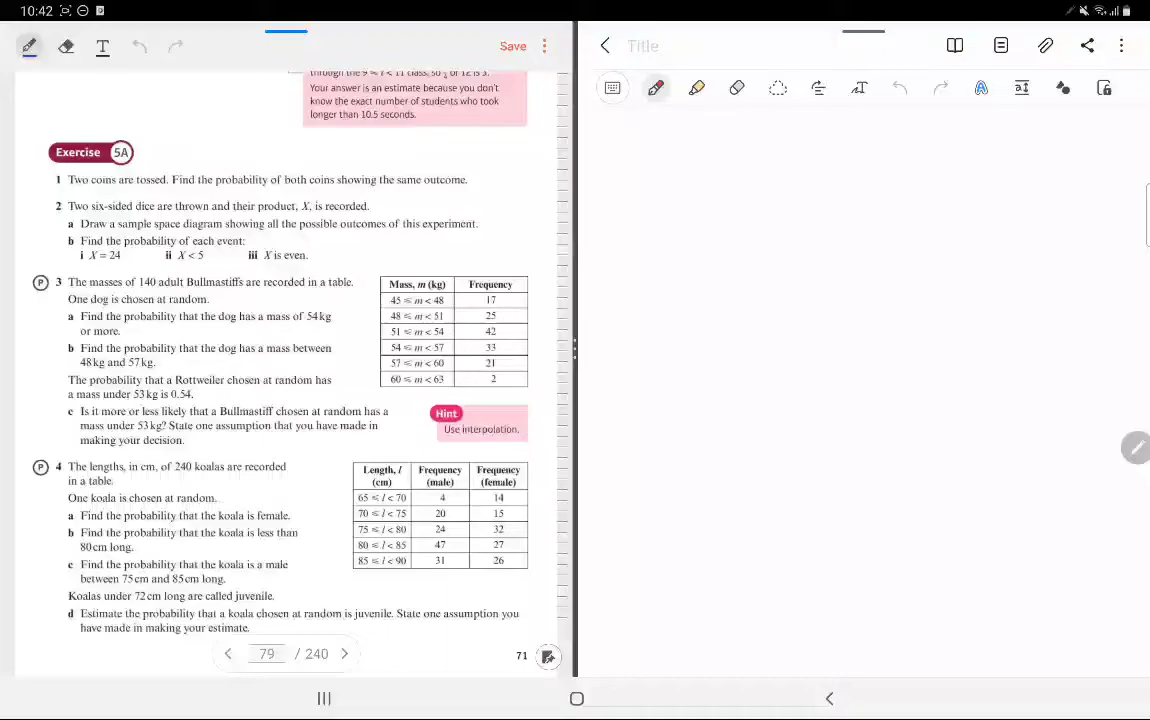 10:42
Save
Title
through the 9 ⩽ l < 11 class, so ¼ of 12 is 3.
Your answer is an estimate because you don't
know the exact number of students who took
longer than 10.5 seconds.
Exercise 5A
1 Two coins are tossed. Find the probability of both coins showing the same outcome.
2 Two six-sided dice are thrown and their product, X, is recorded.
a Draw a sample space diagram showing all the possible outcomes of this experiment.
b Find the probability of each event:
i X = 24 ii X < 5 iii X is even.
P 3 The masses of 140 adult Bullmastiffs are recorded in a table.
One dog is chosen at random.
a Find the probability that the dog has a mass of 54 kg
or more.
b Find the probability that the dog has a mass between
48 kg and 57 kg.
The probability that a Rottweiler chosen at random has
a mass under 53 kg is 0.54.
c Is it more or less likely that a Bullmastiff chosen at random has a
mass under 53 kg? State one assumption that you have made in
making your decision.
Mass, m (kg) Frequency
45 ⩽ m < 48 17
48 ⩽ m < 51 25
51 ⩽ m < 54 42
54 ⩽ m < 57 33
57 ⩽ m < 60 21
60 ⩽ m < 63 2
Hint
Use interpolation.
P 4 The lengths, in cm, of 240 koalas are recorded
in a table.
One koala is chosen at random.
a Find the probability that the koala is female.
b Find the probability that the koala is less than
80 cm long.
c Find the probability that the koala is a male
between 75 cm and 85 cm long.
Koalas under 72 cm long are called juvenile.
d Estimate the probability that a koala chosen at random is juvenile. State one assumption you
have made in making your estimate.
Length, l (cm) Frequency (male) Frequency (female)
65 ⩽ l < 70 4 14
70 ⩽ l < 75 20 15
75 ⩽ l < 80 24 32
80 ⩽ l < 85 47 27
85 ⩽ l < 90 31 26
79 / 240
71